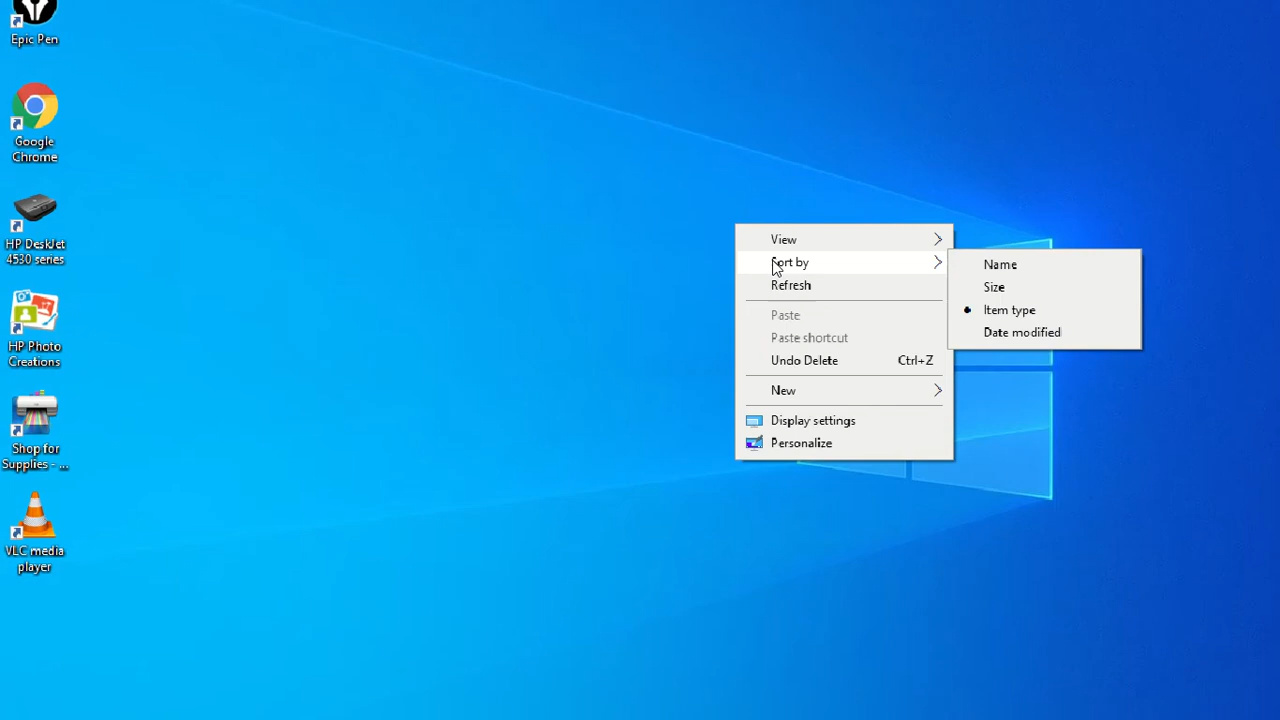 Epic Pen
Google
Chrome
HP DeskJet
4530 series
HP Photo
Creations
Shop for
Supplies - ...
VLC media
player
View
Sort by
Refresh
Paste
Paste shortcut
Undo Delete Ctrl+Z
New
Display settings
Personalize
Name
Size
Item type
Date modified